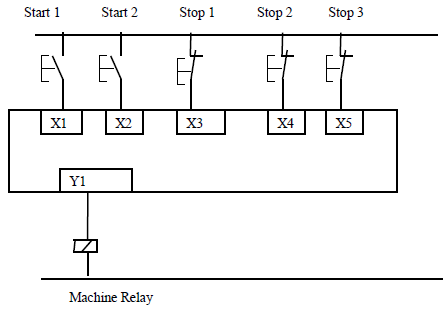 Start 1 Start 2 Stop 1 Stop 2 Stop 3
X1 X2 X3 X4 X5
Y1
Machine Relay